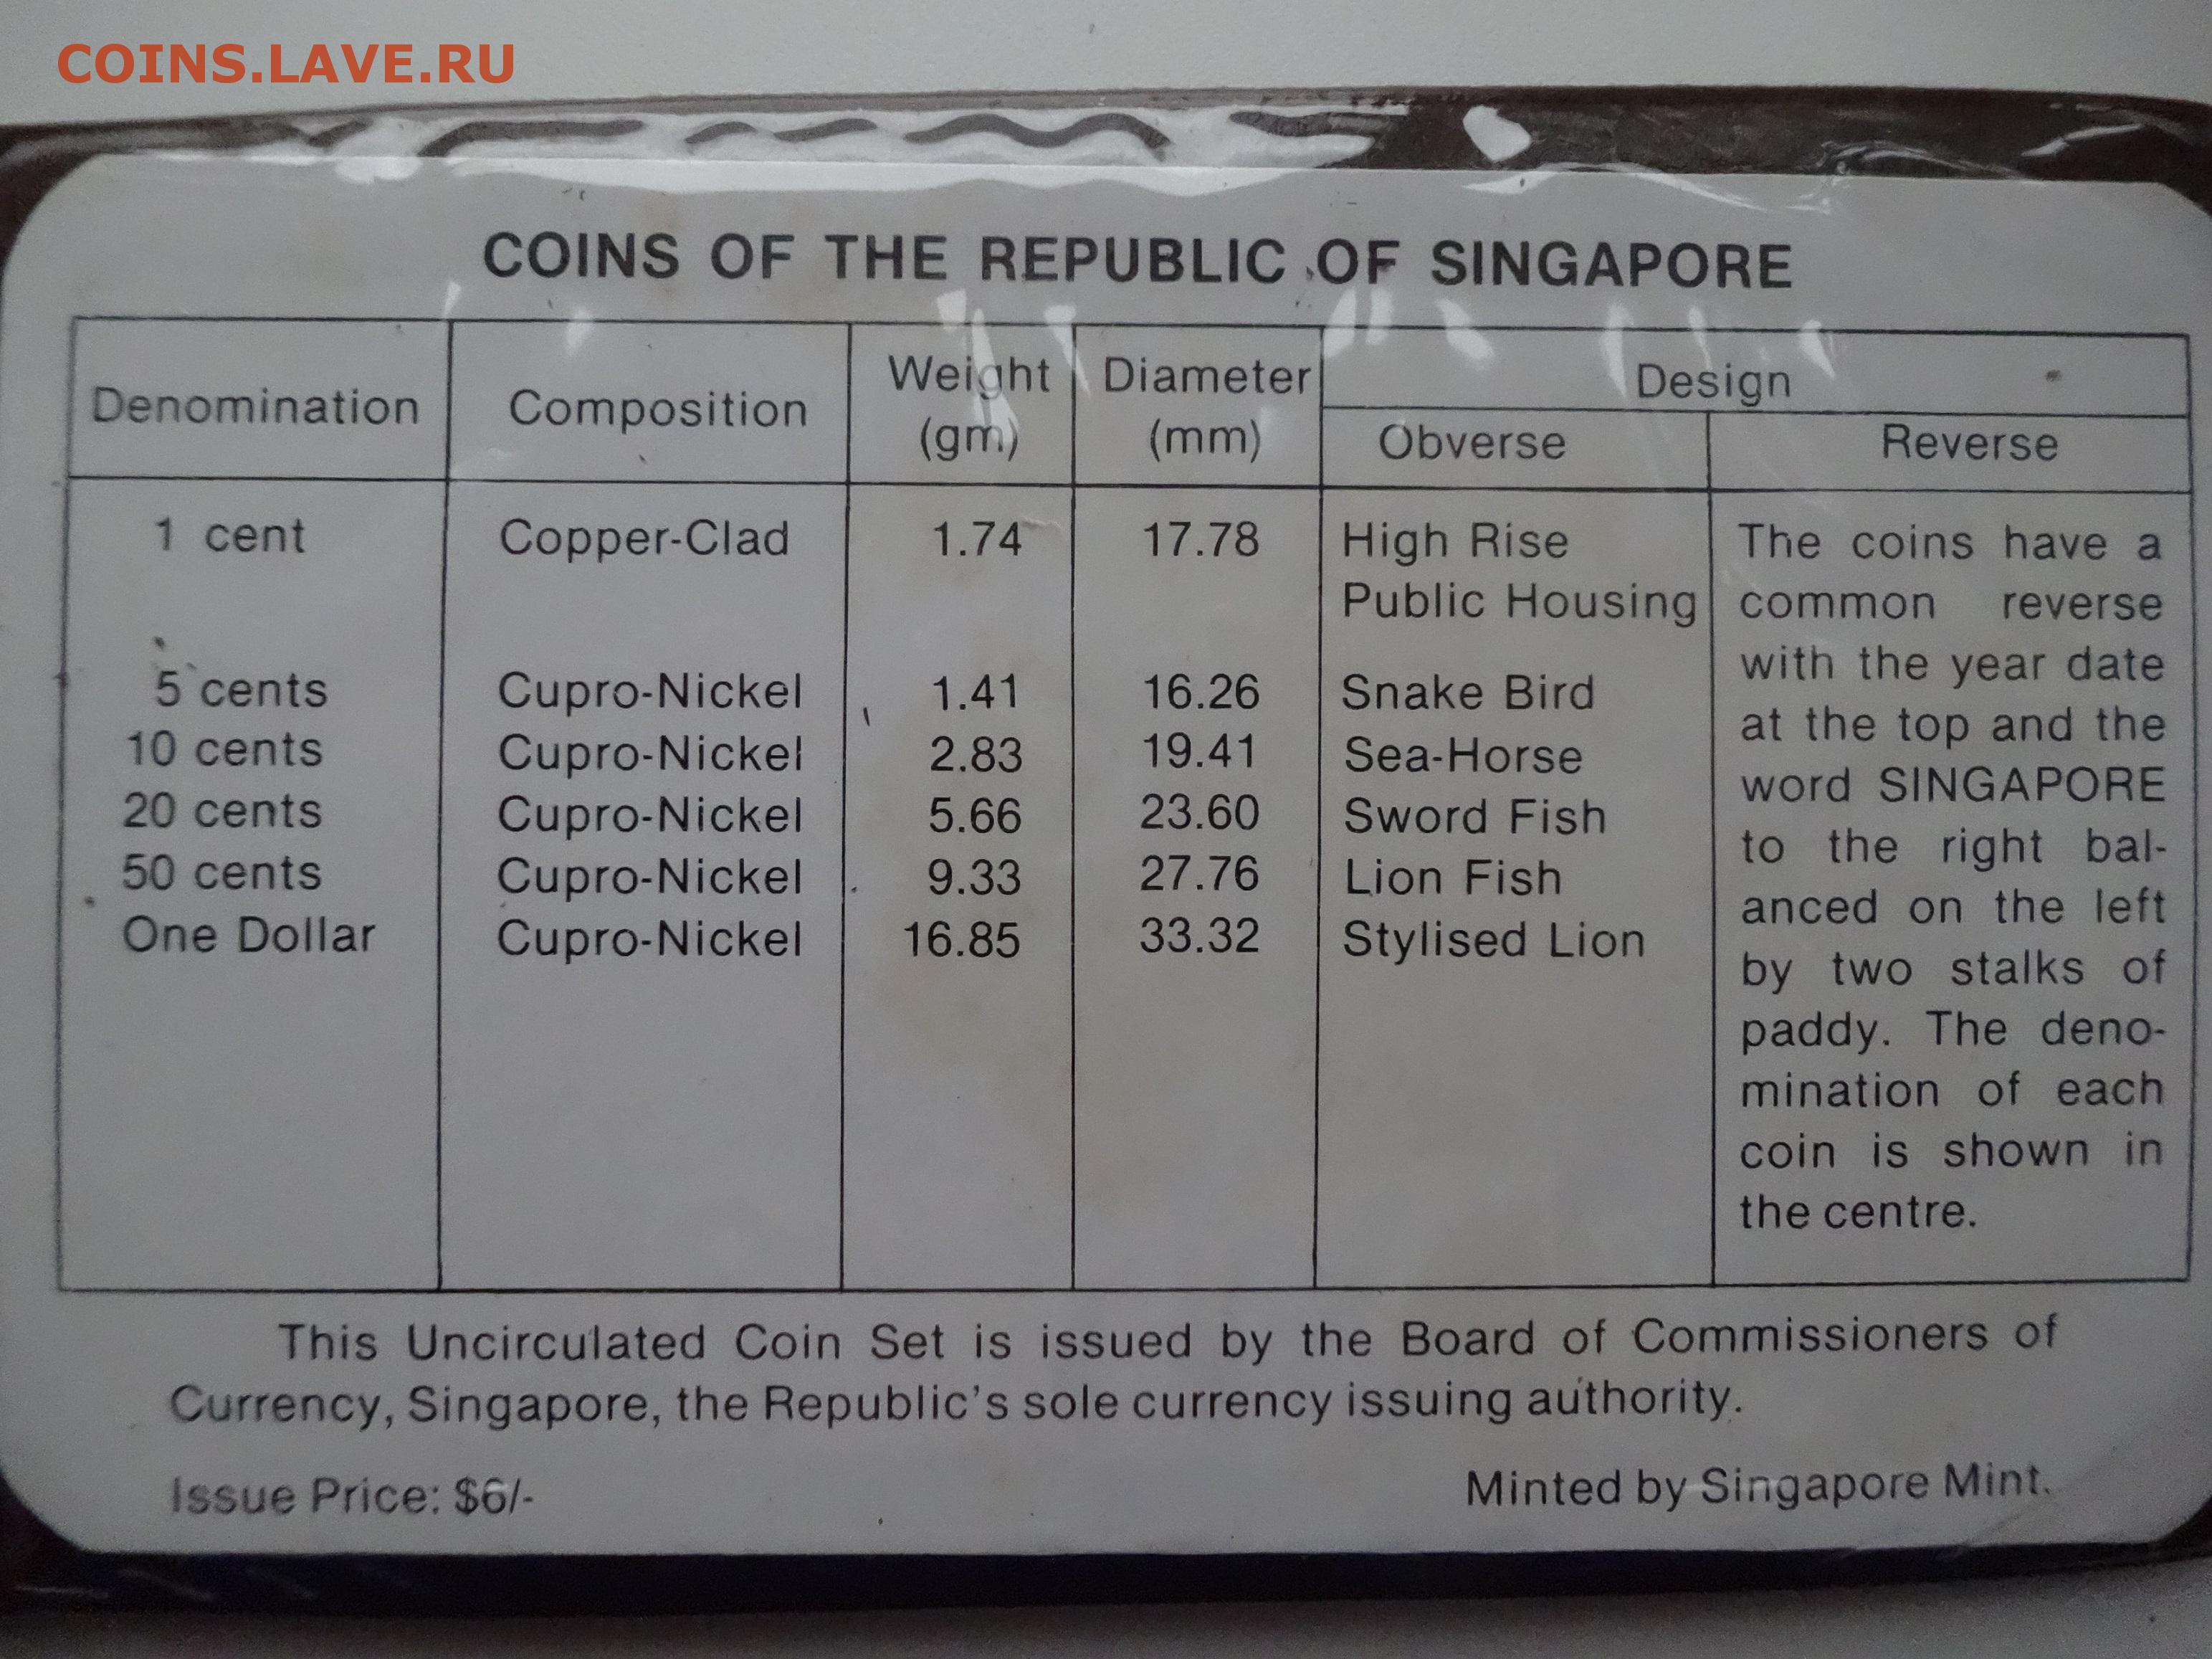 COINS.LAVE.RU
COINS OF THE REPUBLIC OF SINGAPORE
Denomination Composition Weight (gm) Diameter (mm) Design
Obverse Reverse
1 cent Copper-Clad 1.74 17.78 High Rise
Public Housing
5 cents Cupro-Nickel 1.41 16.26 Snake Bird
10 cents Cupro-Nickel 2.83 19.41 Sea-Horse
20 cents Cupro-Nickel 5.66 23.60 Sword Fish
50 cents Cupro-Nickel 9.33 27.76 Lion Fish
One Dollar Cupro-Nickel 16.85 33.32 Stylised Lion
The coins have a
common reverse
with the year date
at the top and the
word SINGAPORE
to the right bal-
anced on the left
by two stalks of
paddy. The deno-
mination of each
coin is shown in
the centre.
This Uncirculated Coin Set is issued by the Board of Commissioners of
Currency, Singapore, the Republic's sole currency issuing authority.
Issue Price: $6/- Minted by Singapore Mint.